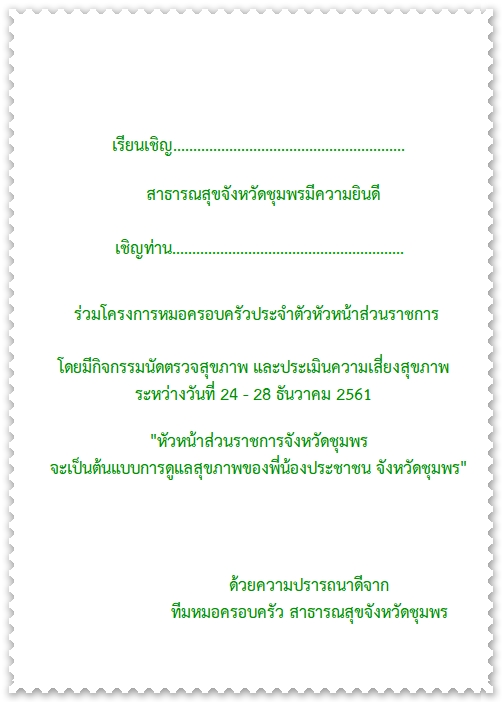 เรียนเชิญ..........................................................
สาธารณสุขจังหวัดชุมพรมีความยินดี
เชิญท่าน..........................................................
ร่วมโครงการหมอครอบครัวประจำตัวหัวหน้าส่วนราชการ
โดยมีกิจกรรมนัดตรวจสุขภาพ และประเมินความเสี่ยงสุขภาพ
ระหว่างวันที่ 24 - 28 ธันวาคม 2561
"หัวหน้าส่วนราชการจังหวัดชุมพร
จะเป็นต้นแบบการดูแลสุขภาพของพี่น้องประชาชน จังหวัดชุมพร"
ด้วยความปรารถนาดีจาก
ทีมหมอครอบครัว สาธารณสุขจังหวัดชุมพร